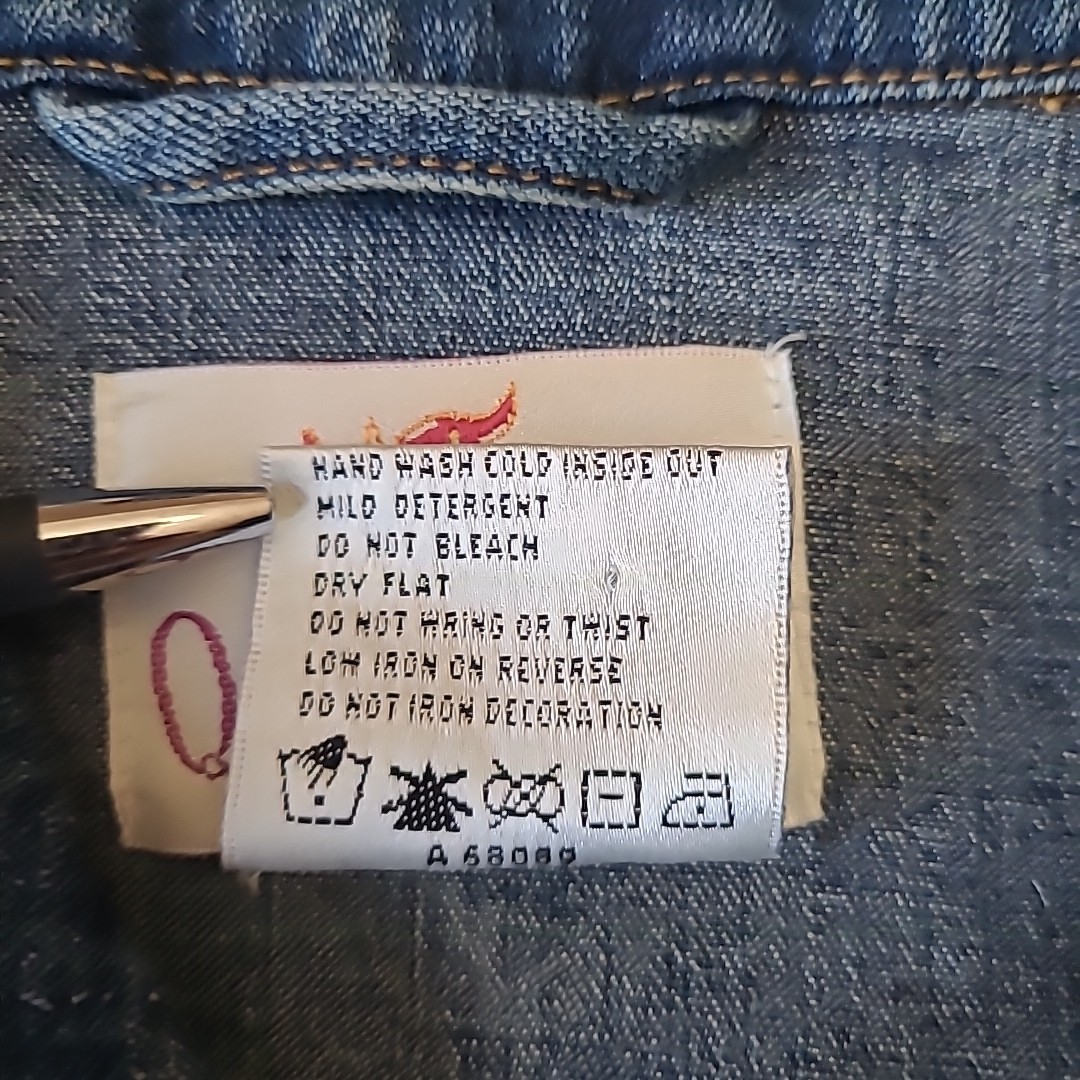 HAND WASH COLD INSIDE OUT
MILD DETERGENT
DO NOT BLEACH
DRY FLAT
DO NOT WRING OR TWIST
LOW IRON ON REVERSE
DO NOT IRON DECORATION
A 68080